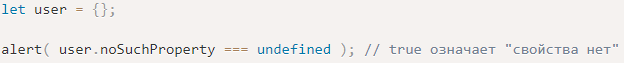 let user = {};
alert( user.noSuchProperty === undefined ); // true означает "свойства нет"